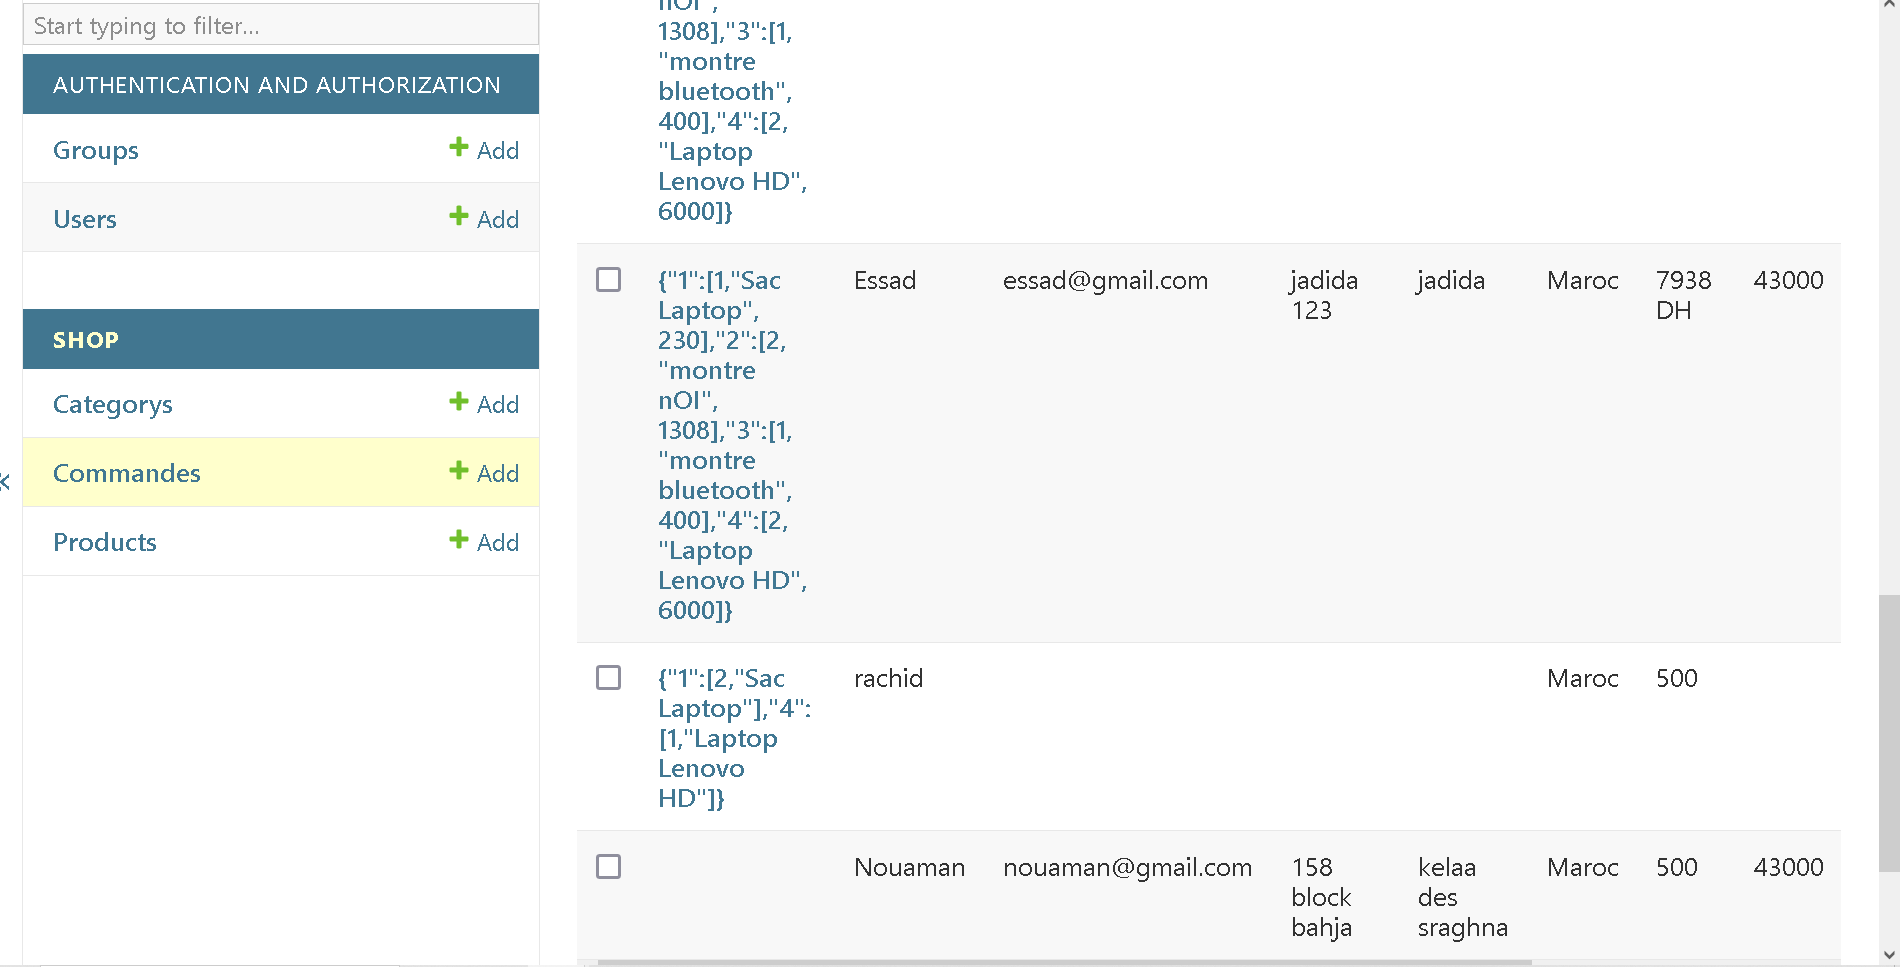 Start typing to filter...
AUTHENTICATION AND AUTHORIZATION
Groups
Add
Users
Add
SHOP
Categorys
Add
Commandes
Add
Products
Add
nOI",
1308],"3":[1,
"montre
bluetooth",
400],"4":[2,
"Laptop
Lenovo HD",
6000]}
{"1":[1,"Sac
Laptop",
230],"2":[2,
"montre
nOI",
1308],"3":[1,
"montre
bluetooth",
400],"4":[2,
"Laptop
Lenovo HD",
6000]}
Essad
essad@gmail.com
jadida
123
jadida
Maroc
7938
DH
43000
{"1":[2,"Sac
Laptop"],"4":
[1,"Laptop
Lenovo
HD"]}
rachid
Maroc
500
Nouaman
nouaman@gmail.com
158
block
bahja
kelaa
des
sraghna
Maroc
500
43000